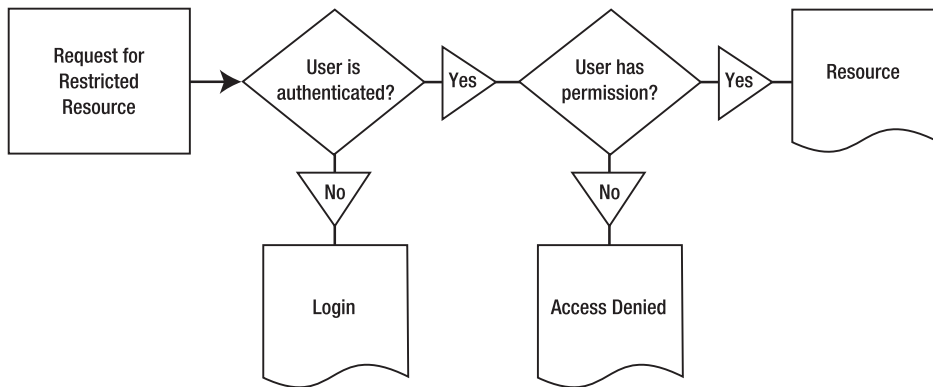 Request for
Restricted
Resource
User is
authenticated?
Yes
User has
permission?
Yes
Resource
No
No
Login
Access Denied